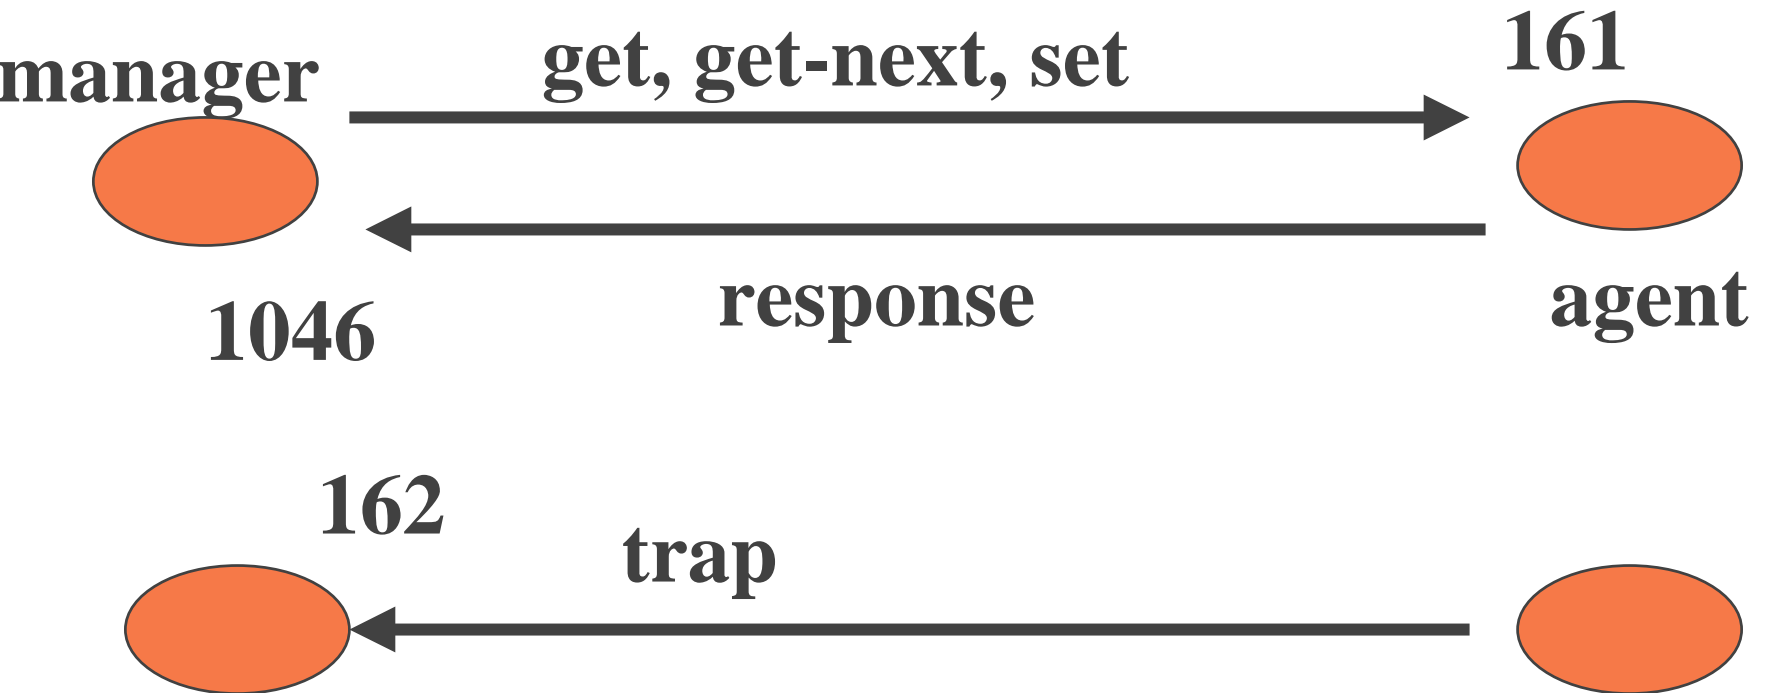 manager
get, get-next, set
161
response
agent
1046
162
trap